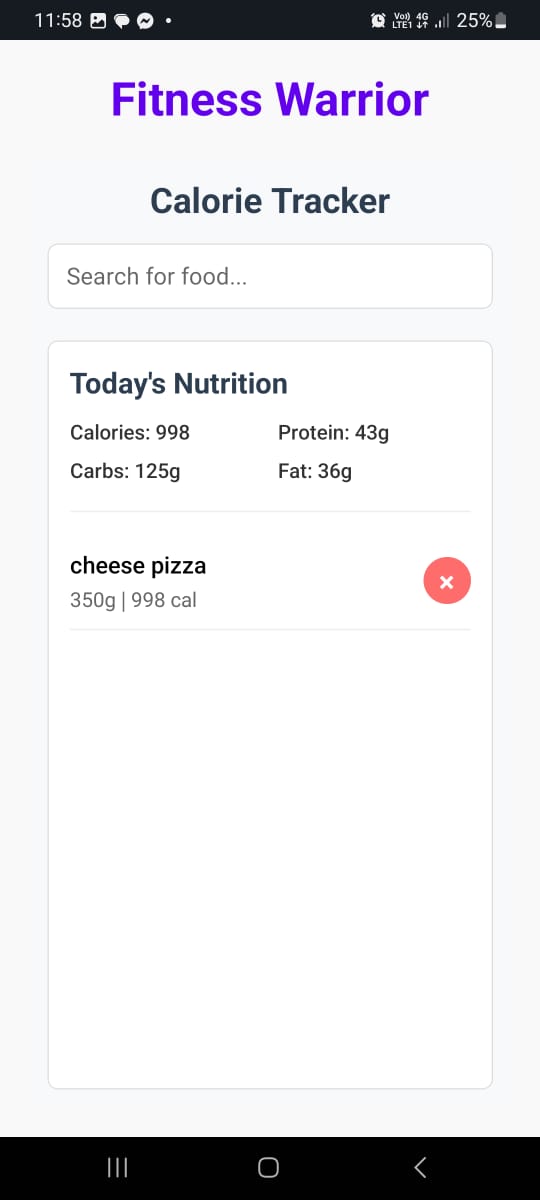 11:58 25%
Vo)) 4G
LTE1
Fitness Warrior
Calorie Tracker
Search for food...
Today's Nutrition
Calories: 998 Protein: 43g
Carbs: 125g Fat: 36g
cheese pizza
350g | 998 cal